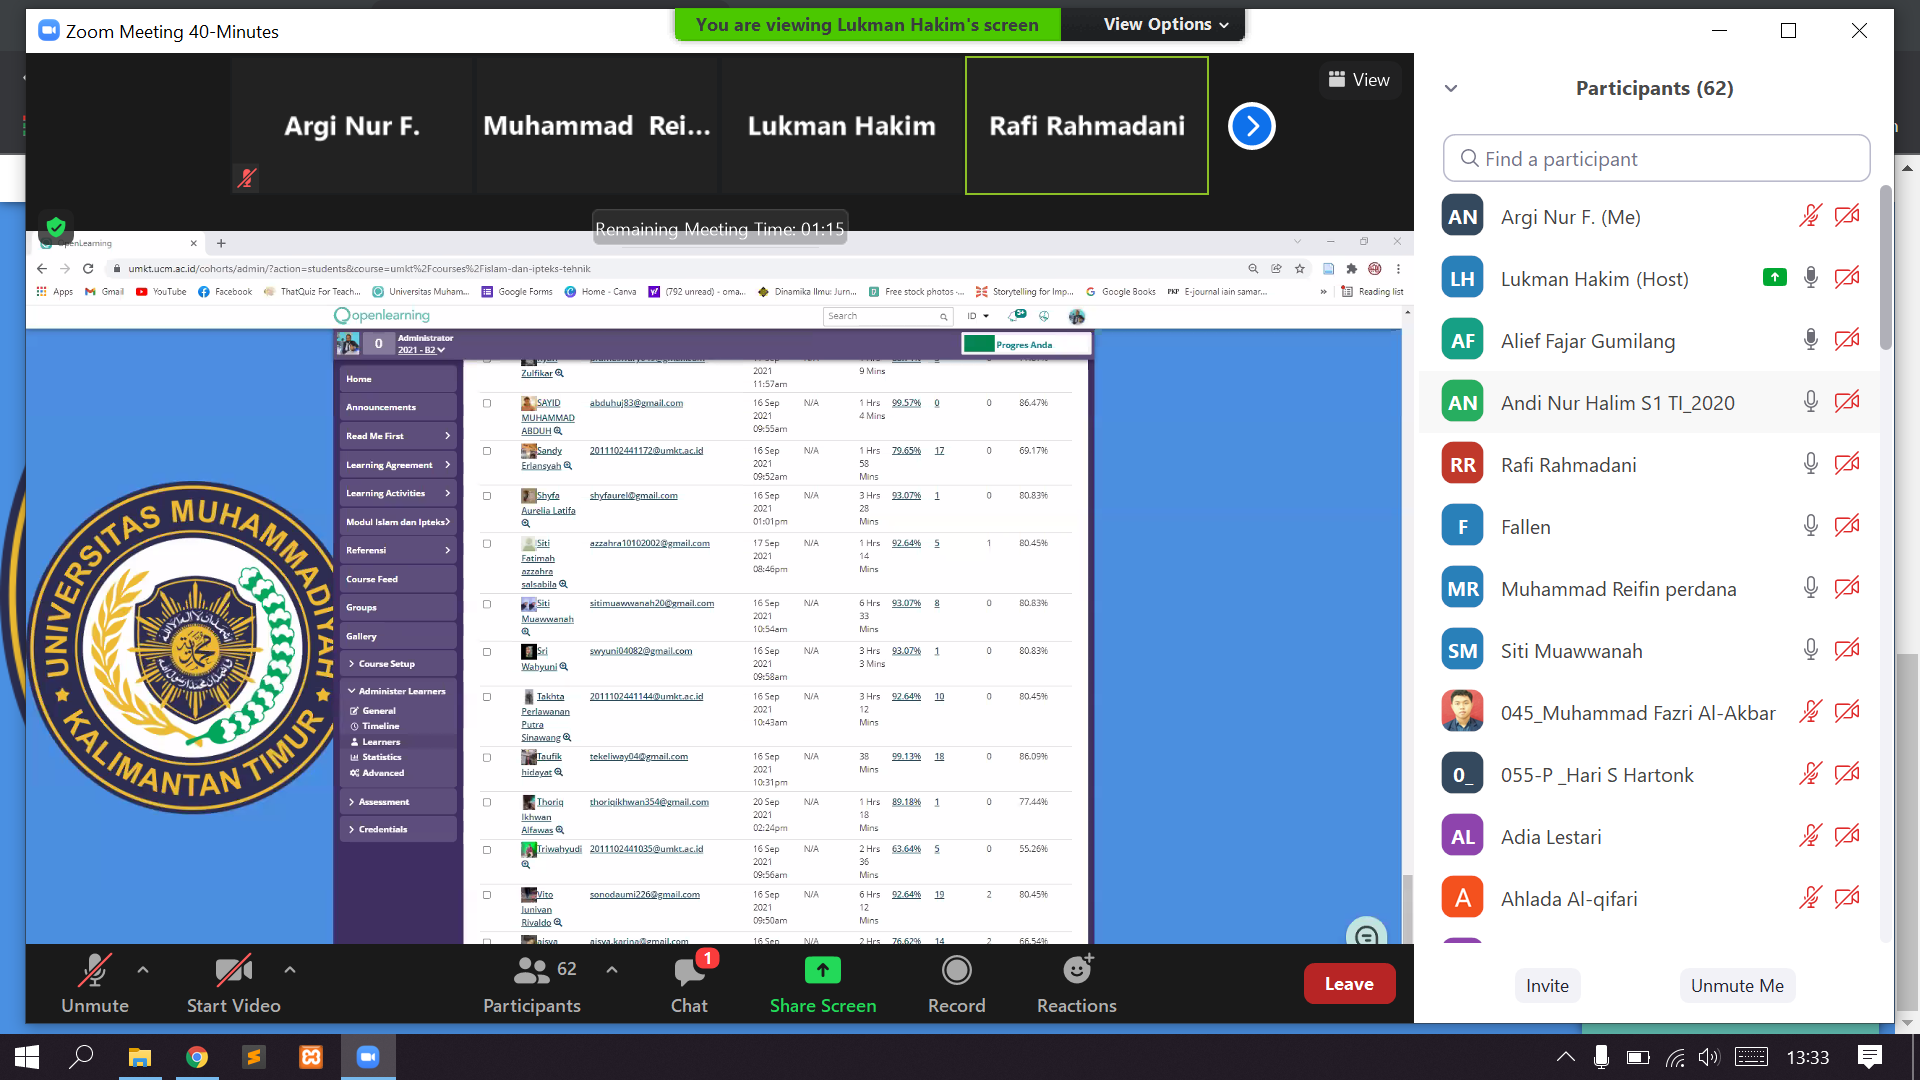 Zoom Meeting 40-Minutes
You are viewing Lukman Hakim's screen
View Options
Argi Nur F.
Muhammad Rei...
Lukman Hakim
Rafi Rahmadani
View
Remaining Meeting Time: 01:15
OpenLearning
umkt.ucm.ac.id/cohorts/admin/?action=students&course=umkt%2Fcourses%2Fislam-dan-ipteks-tehnik
Apps
Gmail
YouTube
Facebook
ThatQuiz For Teach...
Universitas Muham...
Google Forms
Home - Canva
(792 unread) - oma...
Dinamika Ilmu: Jurn...
Free stock photos -...
Storytelling for Imp...
Google Books
E-journal iain samar...
Reading list
openlearning
Search
ID
0
Administrator
2021 - B2
Progres Anda
Home
Announcements
Read Me First
Learning Agreement
Learning Activities
Modul Islam dan Ipteks
Referensi
Course Feed
Groups
Gallery
Course Setup
Administer Learners
General
Timeline
Learners
Statistics
Advanced
Assessment
Credentials
Zulfikar
2021
11:57am
9 Mins
SAYID MUHAMMAD ABDUH abduhuj83@gmail.com 16 Sep 2021 09:55am N/A 1 Hrs 4 Mins 99.57% 0 0 86.47%
Sandy Erlansyah 2011102441172@umkt.ac.id 16 Sep 2021 09:52am N/A 1 Hrs 58 Mins 79.65% 17 0 69.17%
Shyfa Aurelia Latifa shyfaurel@gmail.com 16 Sep 2021 01:01pm N/A 3 Hrs 28 Mins 93.07% 1 0 80.83%
Siti Fatimah azzahra salsabila azzahra10102002@gmail.com 17 Sep 2021 08:46pm N/A 1 Hrs 14 Mins 92.64% 5 1 80.45%
Siti Muawwanah sitimuawwanah20@gmail.com 16 Sep 2021 10:54am N/A 6 Hrs 33 Mins 93.07% 8 0 80.83%
Sri Wahyuni swyuni04082@gmail.com 16 Sep 2021 09:58am N/A 3 Hrs 3 Mins 93.07% 1 0 80.83%
Takhta Perlawanan Putra Sinawang 2011102441144@umkt.ac.id 16 Sep 2021 10:43am N/A 3 Hrs 12 Mins 92.64% 10 0 80.45%
Taufik hidayat tekeliway04@gmail.com 16 Sep 2021 10:31pm N/A 38 Mins 99.13% 18 0 86.09%
Thoriq Ikhwan Alfawas thoriqikhwan354@gmail.com 20 Sep 2021 02:24pm N/A 1 Hrs 18 Mins 89.18% 1 0 77.44%
Triwahyudi 2011102441035@umkt.ac.id 16 Sep 2021 09:56am N/A 2 Hrs 36 Mins 63.64% 5 0 55.26%
Vito Junivan Rivaldo sonodaumi226@gmail.com 16 Sep 2021 09:50am N/A 6 Hrs 12 Mins 92.64% 19 2 80.45%
aisya aisya.karina@gmail.com 16 Sep N/A 2 Hrs 76.62% 14 2 66.54%
UNIVERSITAS MUHAMMADIYAH
KALIMANTAN TIMUR
Participants (62)
Find a participant
AN Argi Nur F. (Me)
LH Lukman Hakim (Host)
AF Alief Fajar Gumilang
AN Andi Nur Halim S1 TI_2020
RR Rafi Rahmadani
F Fallen
MR Muhammad Reifin perdana
SM Siti Muawwanah
045_Muhammad Fazri Al-Akbar
0_ 055-P _Hari S Hartonk
AL Adia Lestari
A Ahlada Al-qifari
Invite
Unmute Me
Unmute
Start Video
62
Participants
1
Chat
Share Screen
Record
Reactions
Leave
13:33